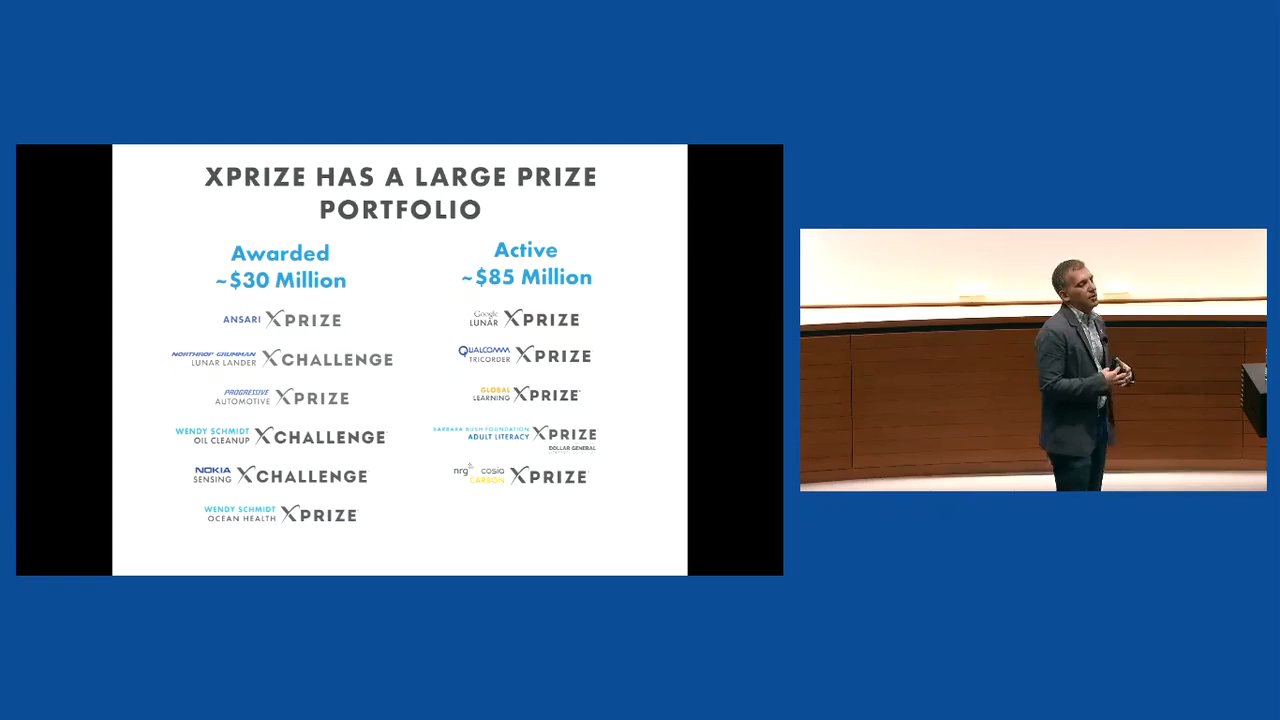 XPRIZE HAS A LARGE PRIZE
PORTFOLIO
Awarded
~$30 Million
ANSARI XPRIZE
NORTHROP GRUMMAN
LUNAR LANDER XCHALLENGE
PROGRESSIVE
AUTOMOTIVE XPRIZE
WENDY SCHMIDT
OIL CLEANUP XCHALLENGE
NOKIA
SENSING XCHALLENGE
WENDY SCHMIDT
OCEAN HEALTH XPRIZE
Active
~$85 Million
Google
LUNAR XPRIZE
QUALCOMM
TRICORDER XPRIZE
GLOBAL
LEARNING XPRIZE
BARBARA BUSH FOUNDATION
ADULT LITERACY XPRIZE
DOLLAR GENERAL
nrg cosia
CARBON XPRIZE